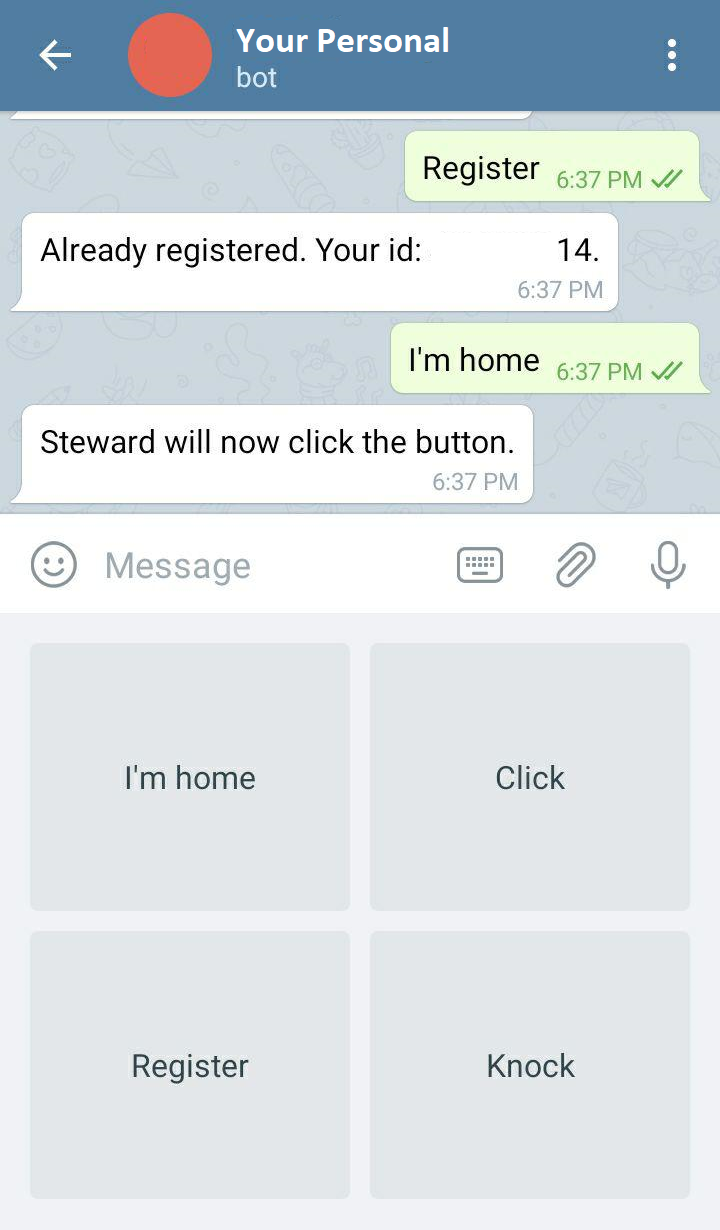 Your Personal
bot
Register 6:37 PM
Already registered. Your id: 14.
6:37 PM
I'm home 6:37 PM
Steward will now click the button.
6:37 PM
Message
I'm home Click
Register Knock